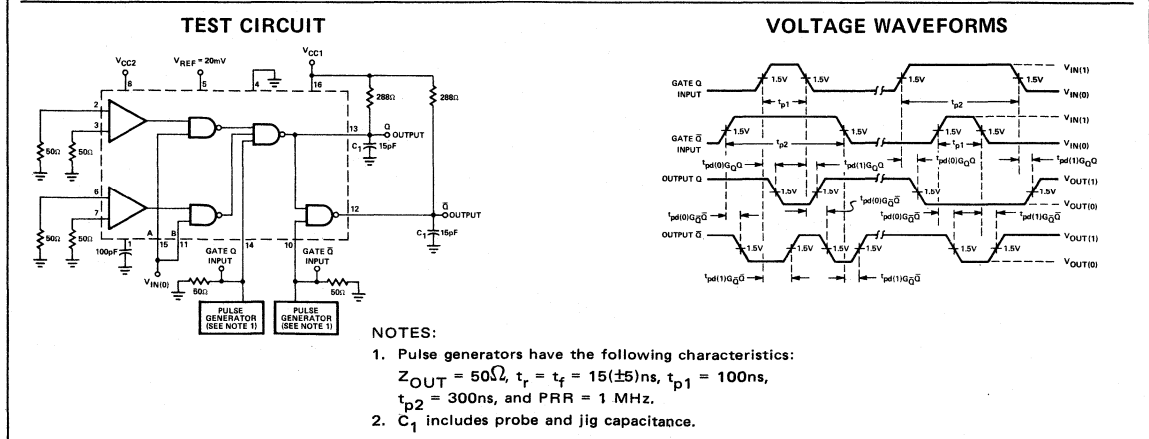 TEST CIRCUIT
VCC2
8
VREF = 20mV
5
4
VCC1
16
288Ω
288Ω
2
3
50Ω
50Ω
13
Q
OUTPUT
C1
15pF
6
7
50Ω
50Ω
12
Q̅
OUTPUT
C1
15pF
100pF
1
A
15
B
11
14
10
VIN(0)
GATE Q
INPUT
GATE Q̅
INPUT
50Ω
50Ω
PULSE
GENERATOR
(SEE NOTE 1)
PULSE
GENERATOR
(SEE NOTE 1)
VOLTAGE WAVEFORMS
GATE Q
INPUT
1.5V
1.5V
1.5V
1.5V
VIN(1)
VIN(0)
tp1
tp2
GATE Q̅
INPUT
1.5V
1.5V
1.5V
1.5V
VIN(1)
VIN(0)
tp2
tp1
tpd(0)GQQ
tpd(1)GQQ
tpd(0)GQQ
tpd(1)GQQ
OUTPUT Q
1.5V
1.5V
1.5V
1.5V
VOUT(1)
VOUT(0)
tpd(0)GQ̅Q̅
tpd(0)GQ̅Q̅
tpd(0)GQ̅Q̅
tpd(1)GQ̅Q̅
OUTPUT Q̅
1.5V
1.5V
1.5V
1.5V
1.5V
1.5V
VOUT(1)
VOUT(0)
tpd(1)GQ̅Q̅
tpd(1)GQ̅Q̅
NOTES:
1. Pulse generators have the following characteristics:
ZOUT = 50Ω, tr = tf = 15(±5)ns, tp1 = 100ns,
tp2 = 300ns, and PRR = 1 MHz.
2. C1 includes probe and jig capacitance.